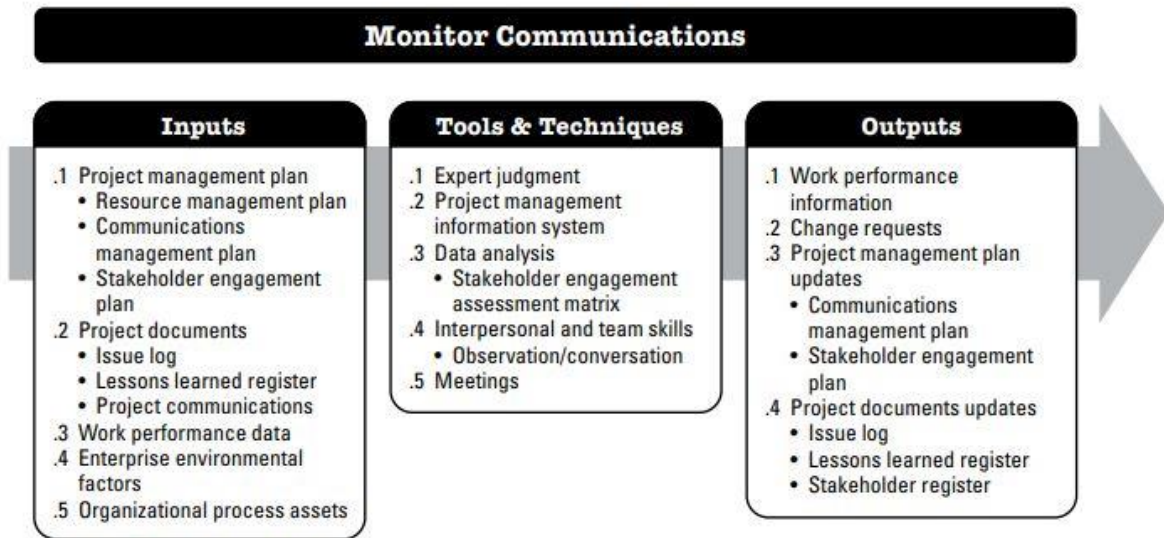 Monitor Communications
Inputs
.1 Project management plan
• Resource management plan
• Communications
management plan
• Stakeholder engagement
plan
.2 Project documents
• Issue log
• Lessons learned register
• Project communications
.3 Work performance data
.4 Enterprise environmental
factors
.5 Organizational process assets
Tools & Techniques
.1 Expert judgment
.2 Project management
information system
.3 Data analysis
• Stakeholder engagement
assessment matrix
.4 Interpersonal and team skills
• Observation/conversation
.5 Meetings
Outputs
.1 Work performance
information
.2 Change requests
.3 Project management plan
updates
• Communications
management plan
• Stakeholder engagement
plan
.4 Project documents updates
• Issue log
• Lessons learned register
• Stakeholder register